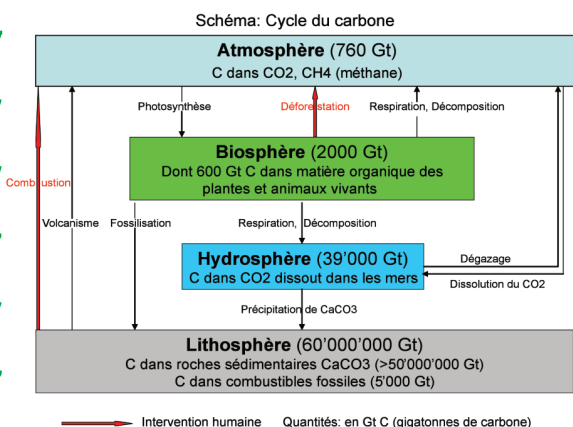 Schéma: Cycle du carbone
Atmosphère (760 Gt)
C dans CO2, CH4 (méthane)
Photosynthèse
Déforestation
Respiration, Décomposition
Biosphère (2000 Gt)
Dont 600 Gt C dans matière organique des
plantes et animaux vivants
Combustion
Volcanisme
Fossilisation
Respiration, Décomposition
Hydrosphère (39'000 Gt)
C dans CO2 dissout dans les mers
Dégazage
Dissolution du CO2
Précipitation de CaCO3
Lithosphère (60'000'000 Gt)
C dans roches sédimentaires CaCO3 (>50'000'000 Gt)
C dans combustibles fossiles (5'000 Gt)
Intervention humaine
Quantités: en Gt C (gigatonnes de carbone)